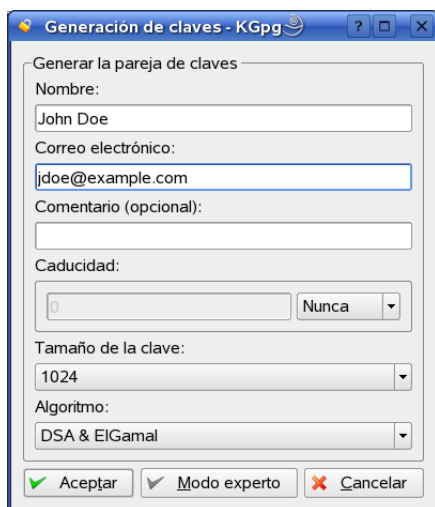 Generación de claves - KGpg
Generar la pareja de claves
Nombre:
John Doe
Correo electrónico:
jdoe@example.com
Comentario (opcional):
Caducidad:
0 Nunca
Tamaño de la clave:
1024
Algoritmo:
DSA & ElGamal
Aceptar Modo experto Cancelar